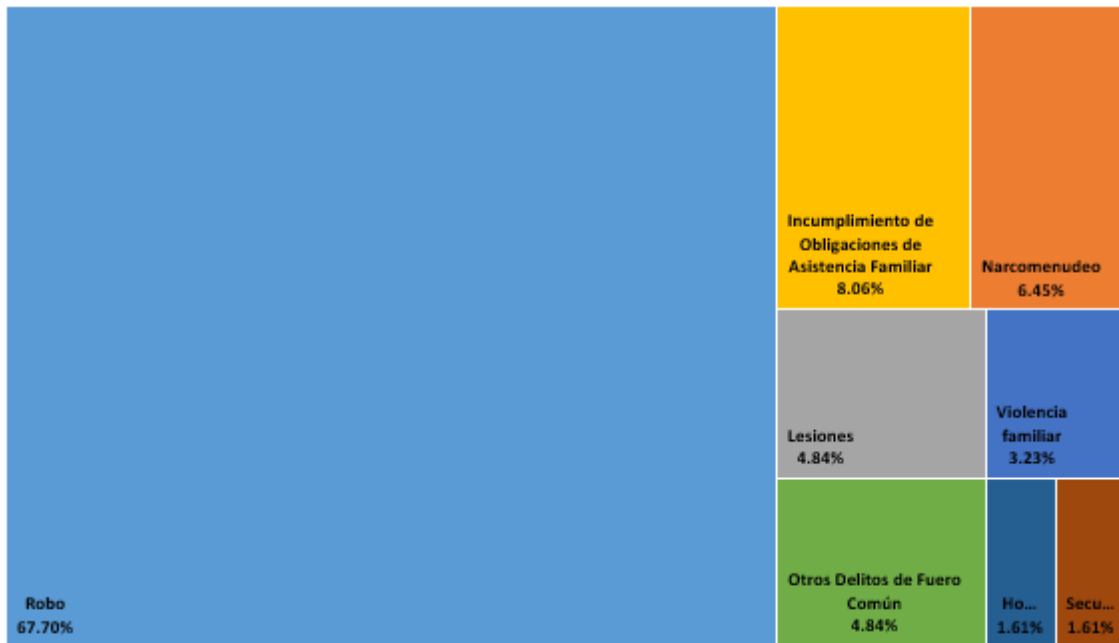 Robo
67.70%
Incumplimiento de
Obligaciones de
Asistencia Familiar
8.06%
Narcomenudeo
6.45%
Lesiones
4.84%
Violencia
familiar
3.23%
Otros Delitos de Fuero
Común
4.84%
Ho...
1.61%
Secu...
1.61%